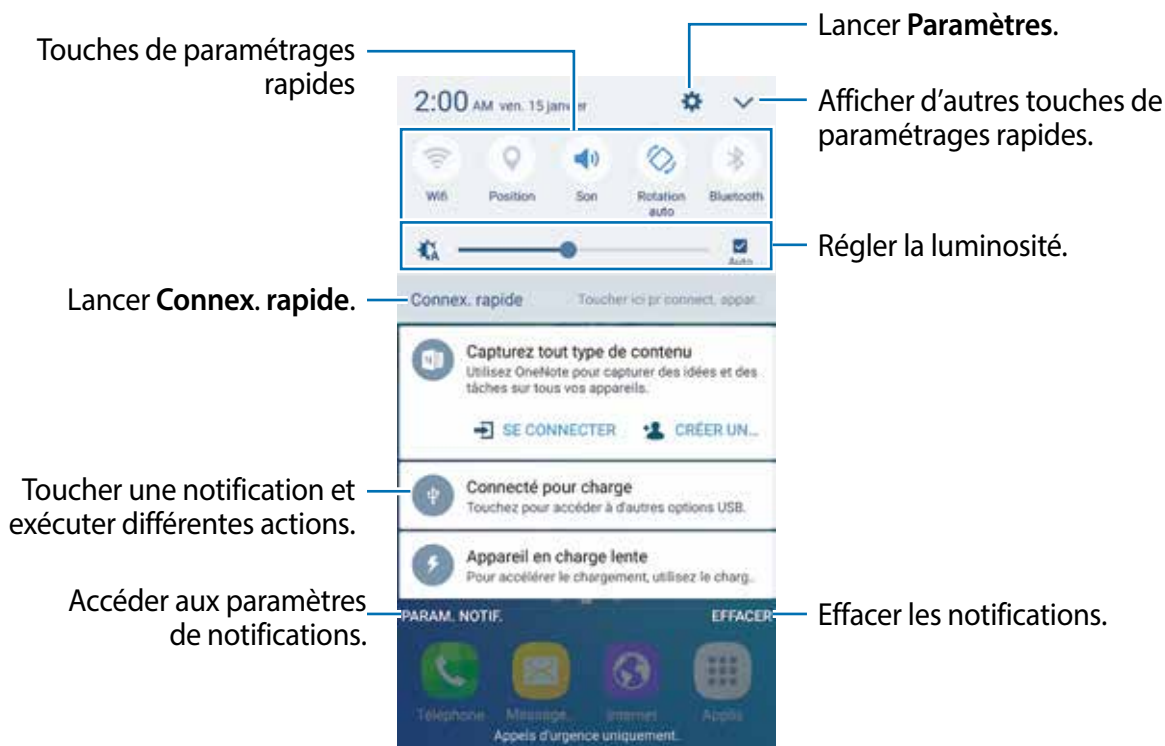 Lancer Paramètres.
Touches de paramétrages
rapides
Afficher d'autres touches de
paramétrages rapides.
2:00 AM ven. 15 janvier
Wifi
Position
Son
Rotation
auto
Bluetooth
Auto
Régler la luminosité.
Lancer Connex. rapide.
Connex. rapide
Toucher ici pr connect. appar.
Capturez tout type de contenu
Utilisez OneNote pour capturer des idées et des
tâches sur tous vos appareils.
SE CONNECTER
CRÉER UN...
Toucher une notification et
exécuter différentes actions.
Connecté pour charge
Touchez pour accéder à d'autres options USB.
Appareil en charge lente
Pour accélérer le chargement, utilisez le charg..
Accéder aux paramètres
de notifications.
PARAM. NOTIF.
EFFACER
Effacer les notifications.
Téléphone
Message.
Internet
Applis
Appels d'urgence uniquement.